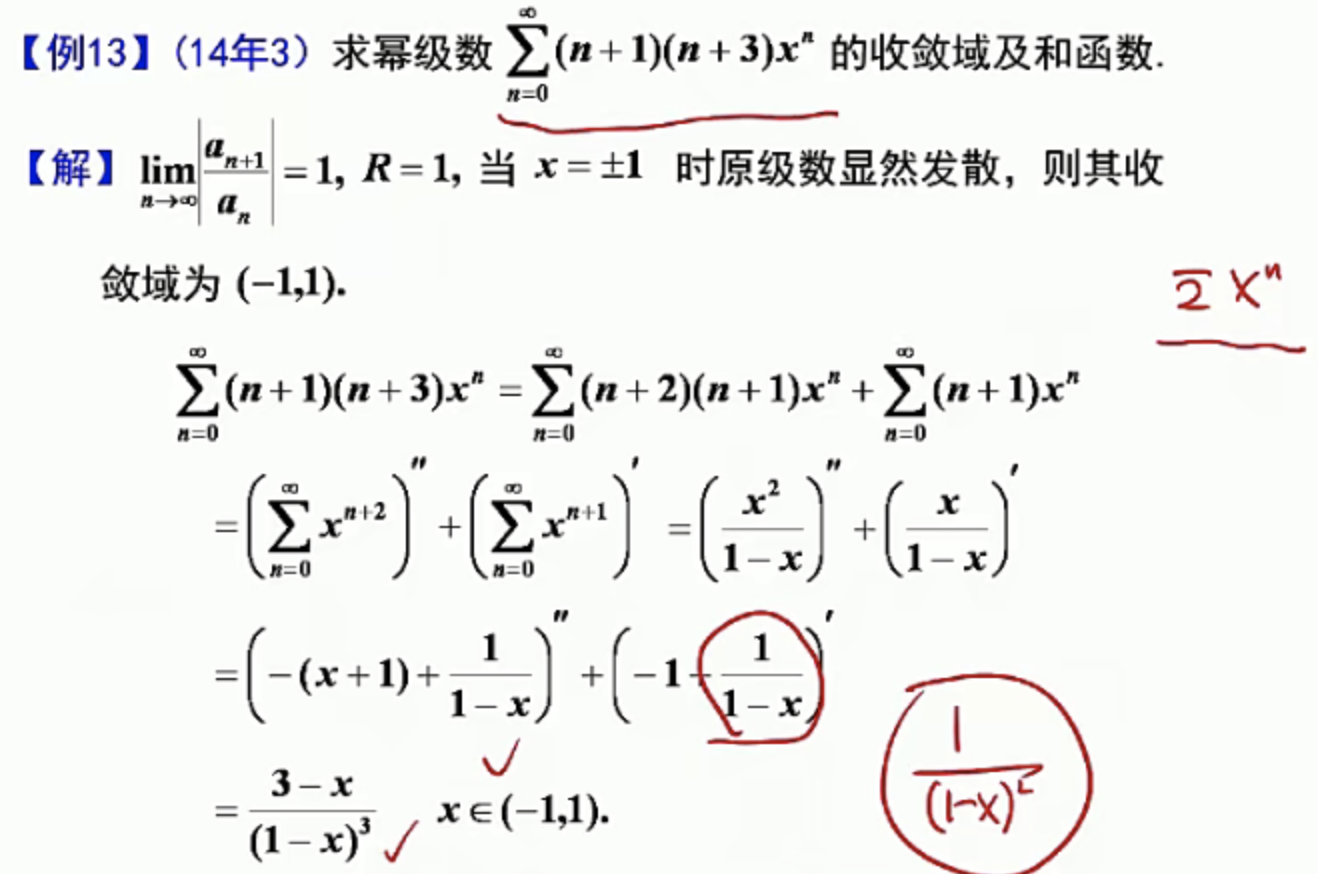 【例13】(14年3) 求幂级数 $\sum_{n=0}^{\infty}(n+1)(n+3)x^n$ 的收敛域及和函数.
【解】 $\lim_{n\to\infty}\left|\frac{a_{n+1}}{a_n}\right|=1$, $R=1$, 当 $x=\pm1$ 时原级数显然发散，则其收
敛域为 $(-1,1)$.
$\overline{2}\ x^n$
$\sum_{n=0}^{\infty}(n+1)(n+3)x^n=\sum_{n=0}^{\infty}(n+2)(n+1)x^n+\sum_{n=0}^{\infty}(n+1)x^n$
$=\left(\sum_{n=0}^{\infty}x^{n+2}\right)''+\left(\sum_{n=0}^{\infty}x^{n+1}\right)'=\left(\frac{x^2}{1-x}\right)''+\left(\frac{x}{1-x}\right)'$
$=\left(-(x+1)+\frac{1}{1-x}\right)''+\left(-1+\frac{1}{1-x}\right)'$
$\frac{1}{(1-x)^2}$
$=\frac{3-x}{(1-x)^3}$ $x\in(-1,1).$